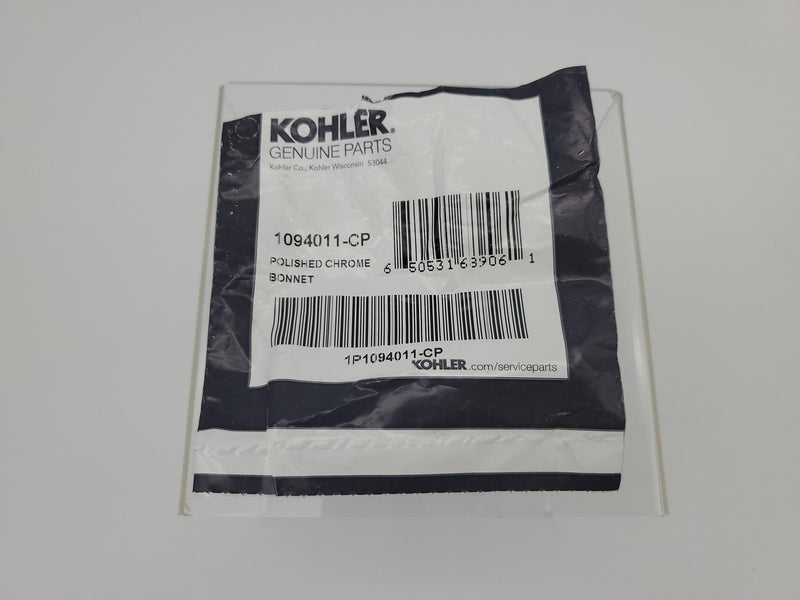 KOHLER®
GENUINE PARTS
Kohler Co., Kohler Wisconsin 53044
1094011-CP
POLISHED CHROME
BONNET
6 50531 68906 1
1P1094011-CP
KOHLER.com/serviceparts